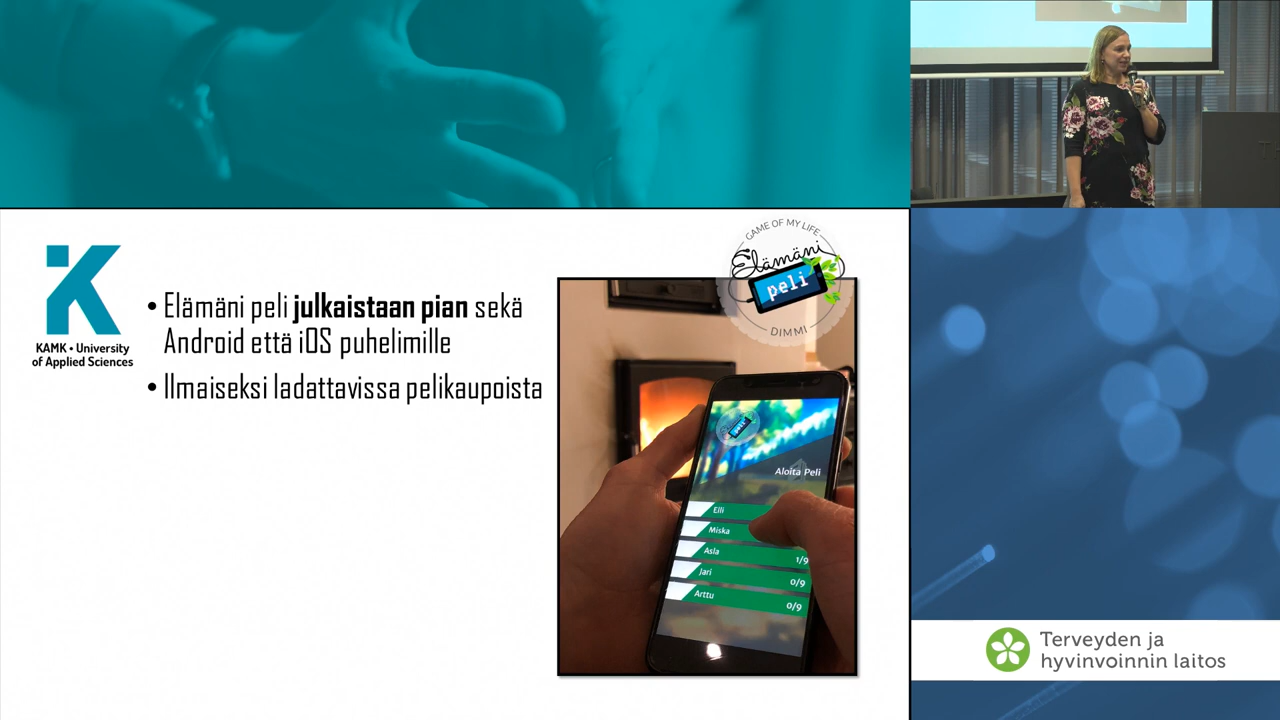 KAMK • University
of Applied Sciences
• Elämäni peli julkaistaan pian sekä
Android että iOS puhelimille
• Ilmaiseksi ladattavissa pelikaupoista
GAME OF MY LIFE
Elämäni
peli
DIMMI
peli
Aloita Peli
Eili
Miska
Asla 1/9
Jari 0/9
Arttu 0/9
Terveyden ja
hyvinvoinnin laitos